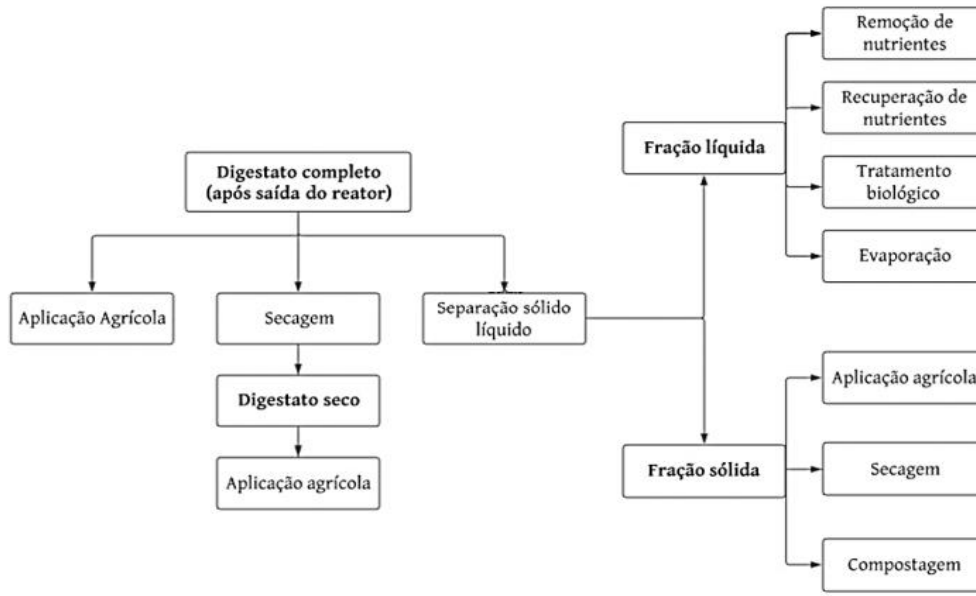 Digestato completo
(após saída do reator)
Aplicação Agrícola
Secagem
Digestato seco
Aplicação agrícola
Separação sólido
líquido
Fração líquida
Remoção de
nutrientes
Recuperação de
nutrientes
Tratamento
biológico
Evaporação
Fração sólida
Aplicação agrícola
Secagem
Compostagem